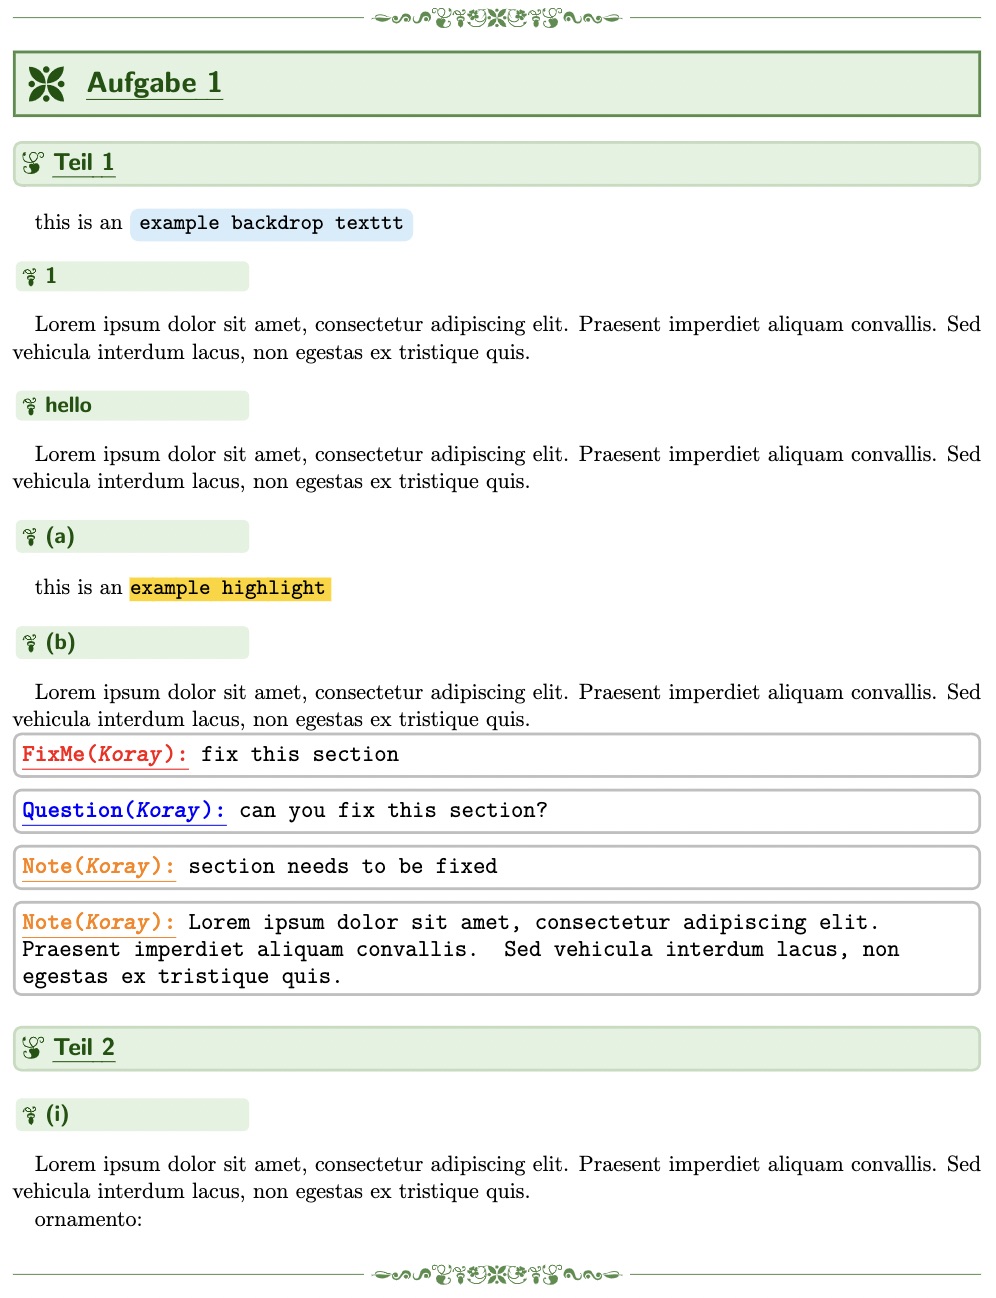 Aufgabe 1
Teil 1
this is an example backdrop texttt
1
Lorem ipsum dolor sit amet, consectetur adipiscing elit. Praesent imperdiet aliquam convallis. Sed
vehicula interdum lacus, non egestas ex tristique quis.
hello
Lorem ipsum dolor sit amet, consectetur adipiscing elit. Praesent imperdiet aliquam convallis. Sed
vehicula interdum lacus, non egestas ex tristique quis.
(a)
this is an example highlight
(b)
Lorem ipsum dolor sit amet, consectetur adipiscing elit. Praesent imperdiet aliquam convallis. Sed
vehicula interdum lacus, non egestas ex tristique quis.
FixMe(Koray): fix this section
Question(Koray): can you fix this section?
Note(Koray): section needs to be fixed
Note(Koray): Lorem ipsum dolor sit amet, consectetur adipiscing elit.
Praesent imperdiet aliquam convallis. Sed vehicula interdum lacus, non
egestas ex tristique quis.
Teil 2
(i)
Lorem ipsum dolor sit amet, consectetur adipiscing elit. Praesent imperdiet aliquam convallis. Sed
vehicula interdum lacus, non egestas ex tristique quis.
ornamento: